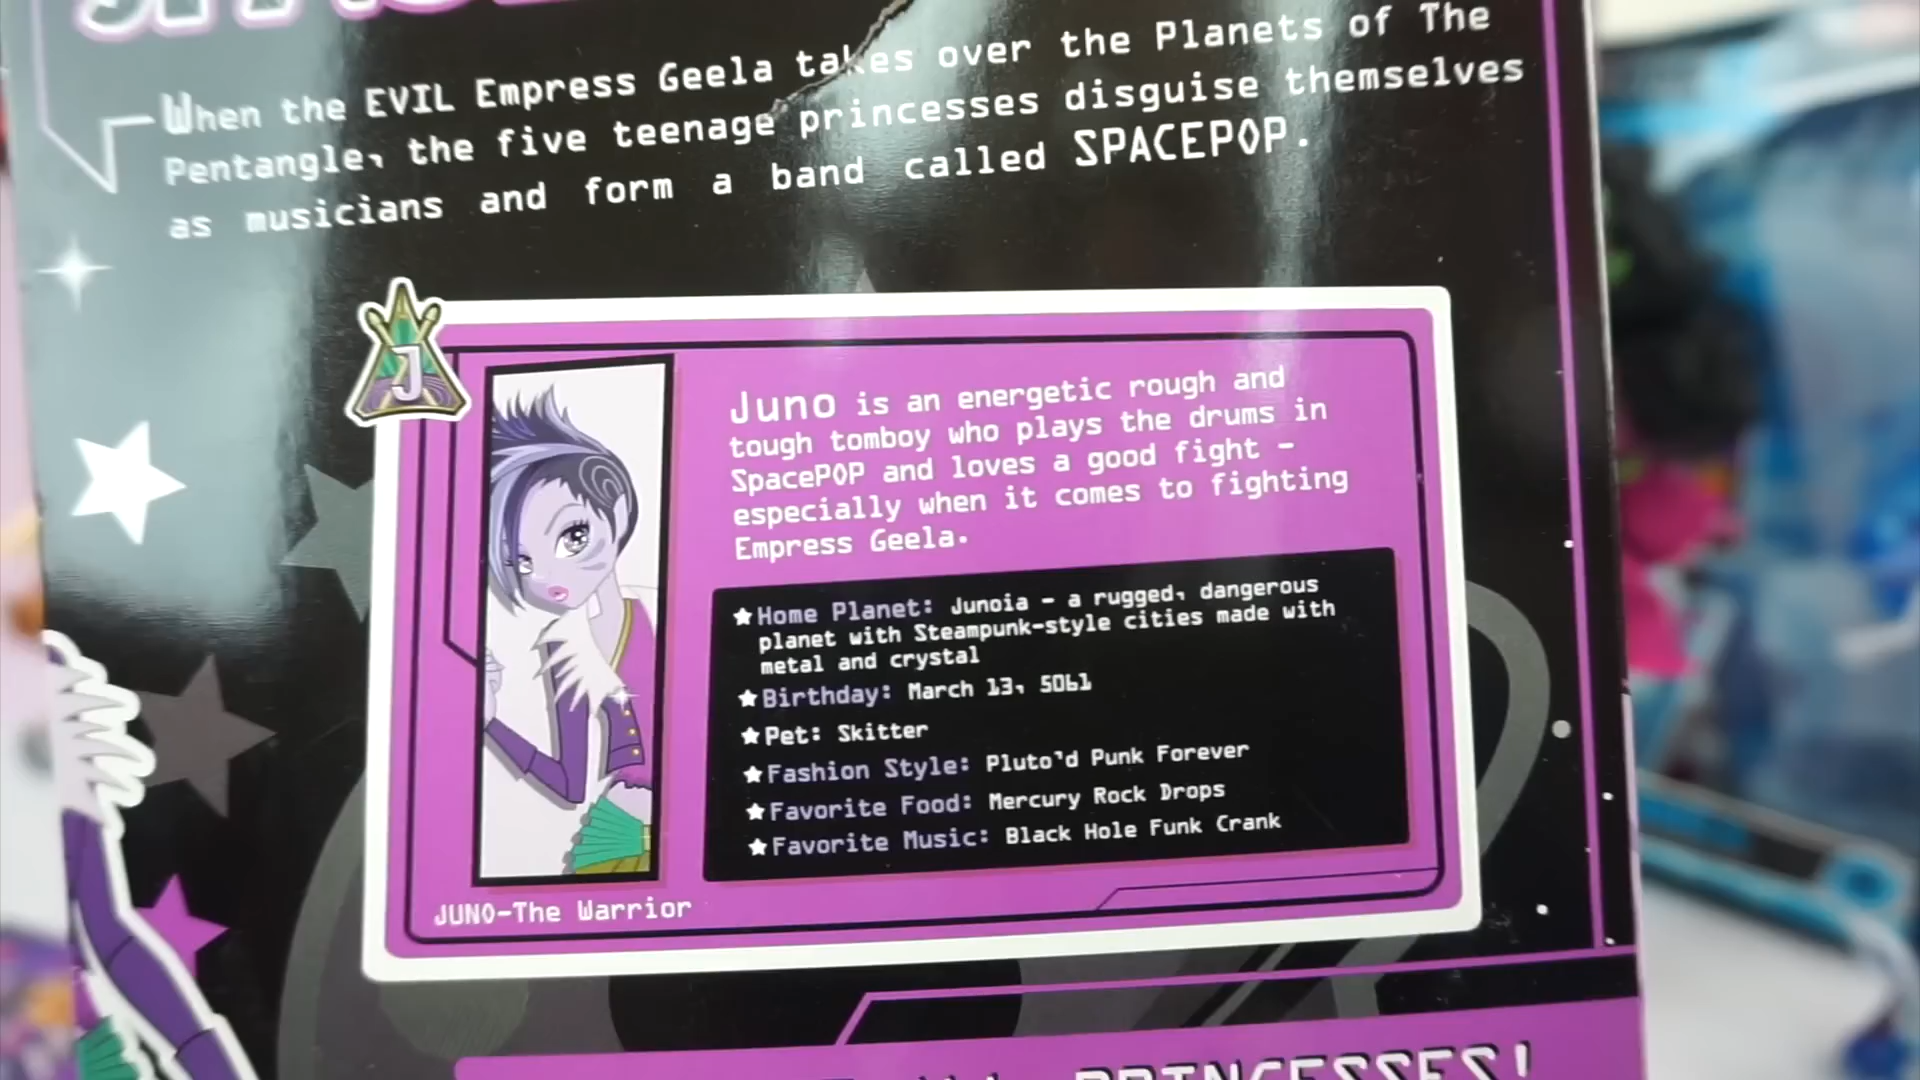 When the EVIL Empress Geela takes over the Planets of The
Pentangle, the five teenage princesses disguise themselves
as musicians and form a band called SPACEPOP.
J
Juno is an energetic rough and
tough tomboy who plays the drums in
SpacePOP and loves a good fight –
especially when it comes to fighting
Empress Geela.
Home Planet: Junoia – a rugged, dangerous
planet with Steampunk-style cities made with
metal and crystal
Birthday: March 13, 5061
Pet: Skitter
Fashion Style: Pluto'd Punk Forever
Favorite Food: Mercury Rock Drops
Favorite Music: Black Hole Funk Crank
JUNO-The Warrior
PRINCESSES!